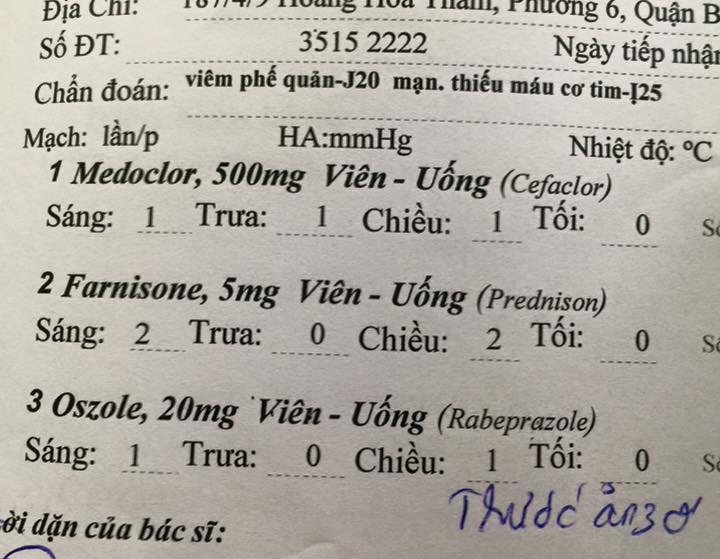 Địa Chỉ: Hoàng Hoa Thám, Phường 6, Quận B
Số ĐT: 3515 2222 Ngày tiếp nhận
Chẩn đoán: viêm phế quản-J20 mạn. thiếu máu cơ tim-I25
Mạch: lần/p HA:mmHg Nhiệt độ: ºC
1 Medoclor, 500mg Viên - Uống (Cefaclor)
Sáng: 1 Trưa: 1 Chiều: 1 Tối: 0
2 Farnisone, 5mg Viên - Uống (Prednison)
Sáng: 2 Trưa: 0 Chiều: 2 Tối: 0
3 Oszole, 20mg Viên - Uống (Rabeprazole)
Sáng: 1 Trưa: 0 Chiều: 1 Tối: 0
Trước ăn 30
ời dặn của bác sĩ: